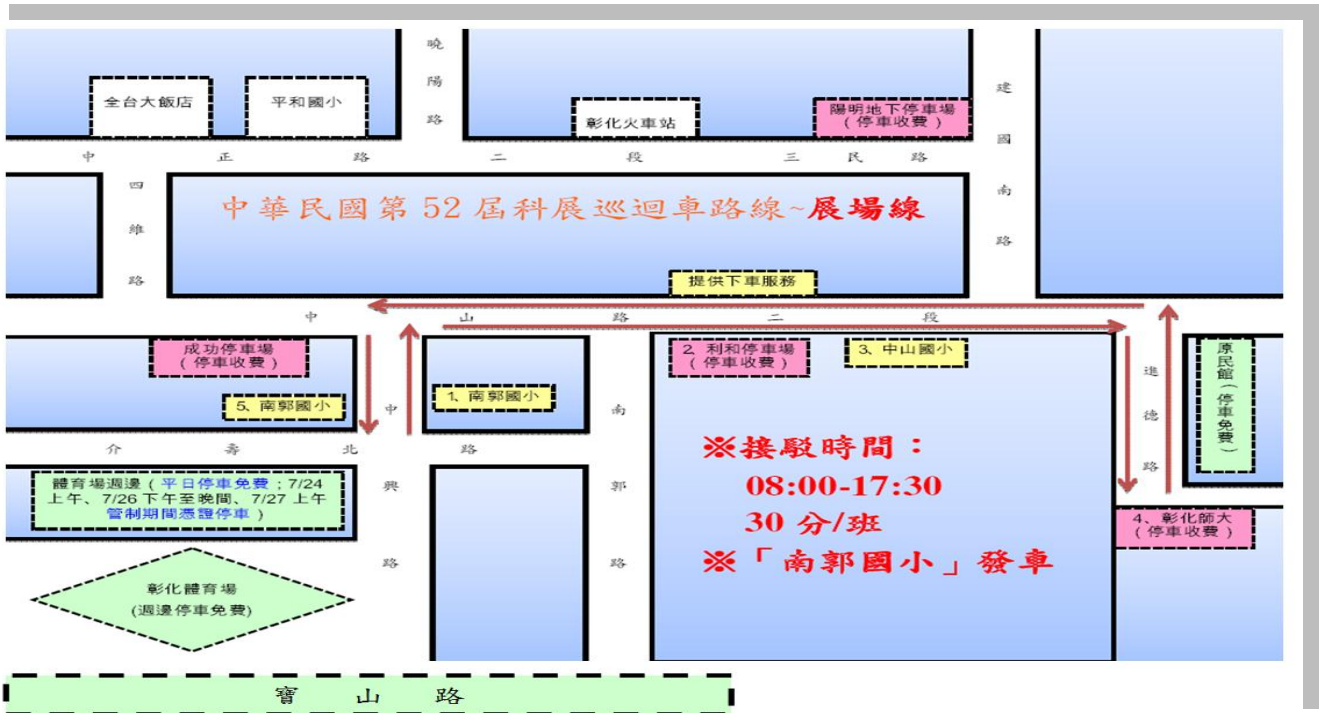 曉陽路
建國南路
全台大飯店
平和國小
彰化火車站
陽明地下停車場
(停車收費)
中正路二段三民路
四維路
中華民國第52屆科展巡迴車路線~展場線
提供下車服務
中山路二段
成功停車場
(停車收費)
5、南郭國小
1、南郭國小
2、利和停車場
(停車收費)
3、中山國小
原民館(停車免費)
進德路
中興路
南郭路
介壽北路
※接駁時間：
08:00-17:30
30 分/班
※「南郭國小」發車
體育場週邊(平日停車免費；7/24
上午、7/26 下午至晚間、7/27 上午
管制期間憑證停車)
4、彰化師大
(停車收費)
彰化體育場
(週邊停車免費)
寶山路